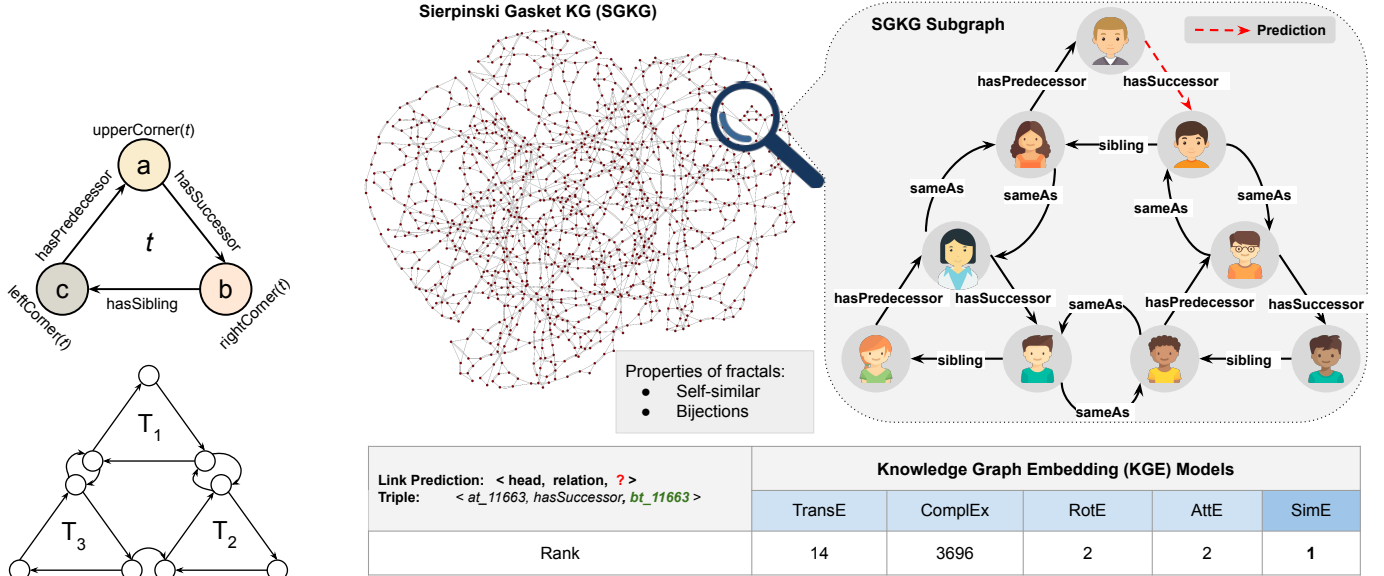 Sierpinski Gasket KG (SGKG)
SGKG Subgraph
Prediction
hasPredecessor
hasSuccessor
sibling
sameAs
sameAs
sameAs
sameAs
hasPredecessor
hasSuccessor
sameAs
hasPredecessor
hasSuccessor
sibling
sibling
sameAs
upperCorner(t)
a
hasPredecessor
hasSuccessor
t
c
b
hasSibling
leftCorner(t)
rightCorner(t)
T1
T3
T2
Properties of fractals:
● Self-similar
● Bijections
Link Prediction: < head, relation, ? >
Triple: < at_11663, hasSuccessor, bt_11663 >
Knowledge Graph Embedding (KGE) Models
TransE ComplEx RotE AttE SimE
Rank 14 3696 2 2 1